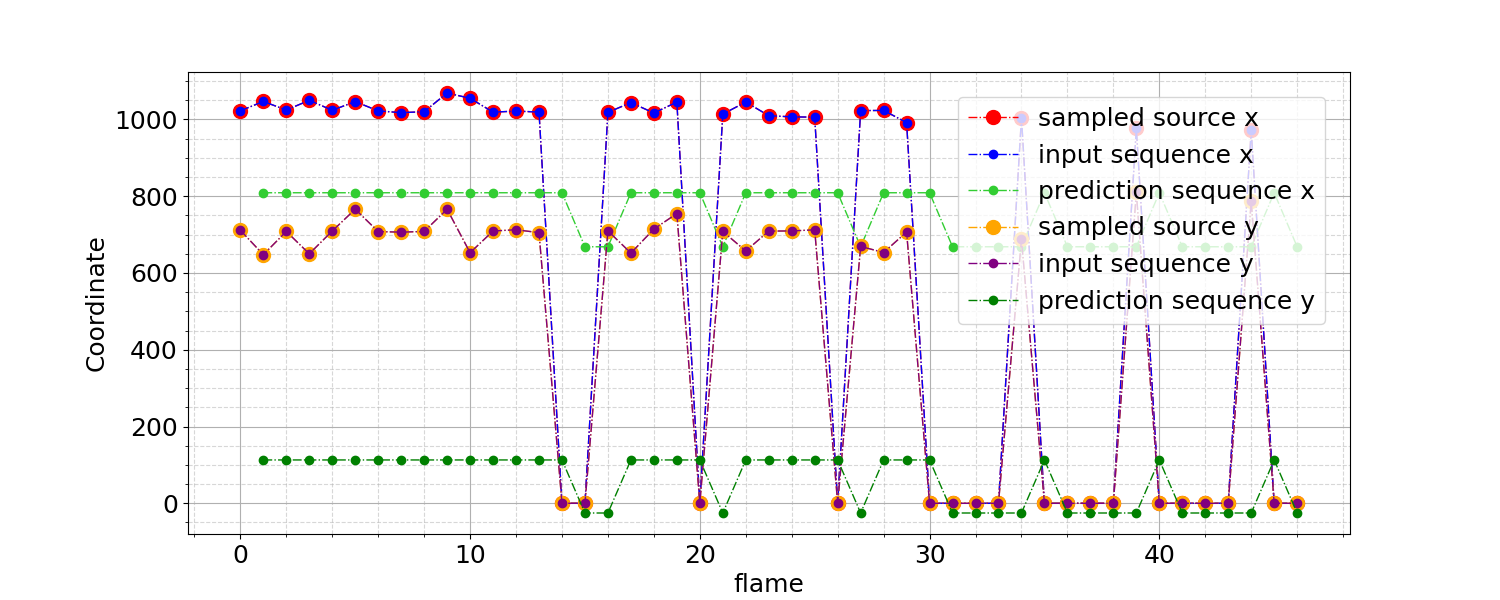 1000
800
600
400
200
0
Coordinate
0 10 20 30 40
flame
sampled source x
input sequence x
prediction sequence x
sampled source y
input sequence y
prediction sequence y